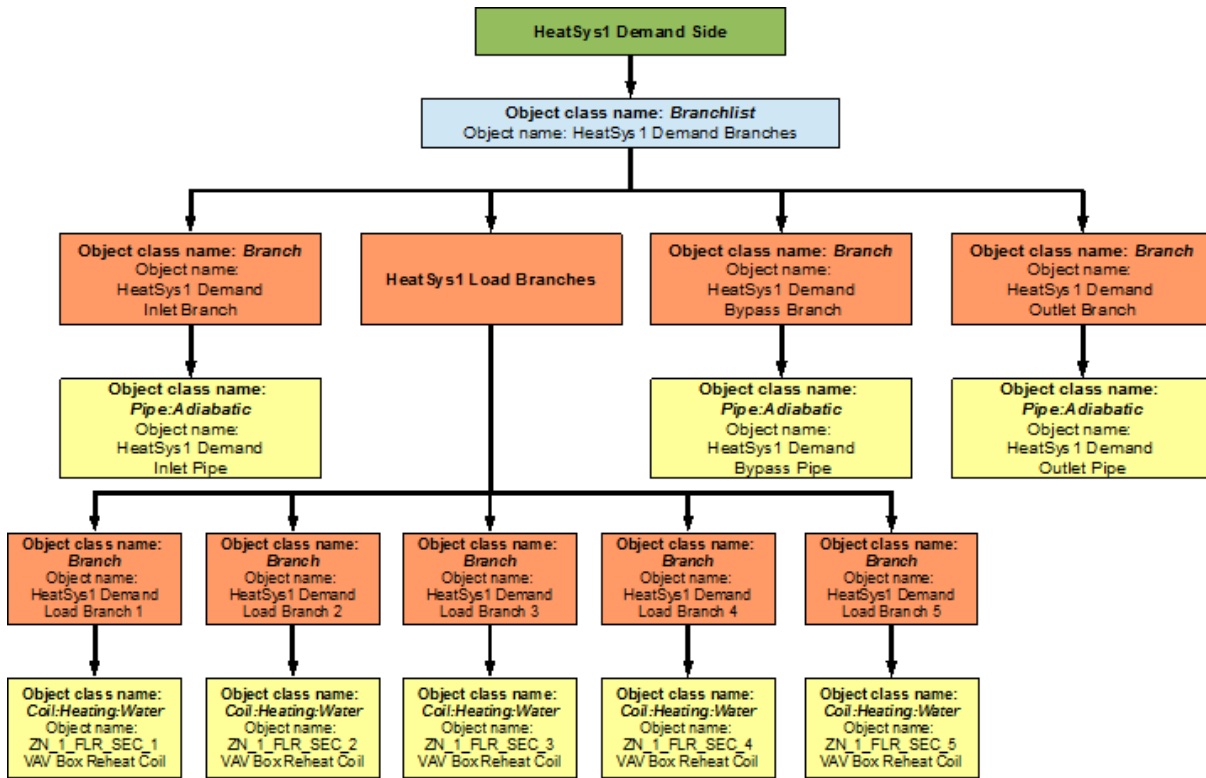 HeatSys1 Demand Side
Object class name: Branchlist
Object name: HeatSys1 Demand Branches
Object class name: Branch
Object name:
HeatSys1 Demand
Inlet Branch
HeatSys1 Load Branches
Object class name: Branch
Object name:
HeatSys1 Demand
Bypass Branch
Object class name: Branch
Object name:
HeatSys1 Demand
Outlet Branch
Object class name:
Pipe:Adiabatic
Object name:
HeatSys1 Demand
Inlet Pipe
Object class name:
Pipe:Adiabatic
Object name:
HeatSys1 Demand
Bypass Pipe
Object class name:
Pipe:Adiabatic
Object name:
HeatSys1 Demand
Outlet Pipe
Object class name:
Branch
Object name:
HeatSys1 Demand
Load Branch 1
Object class name:
Branch
Object name:
HeatSys1 Demand
Load Branch 2
Object class name:
Branch
Object name:
HeatSys1 Demand
Load Branch 3
Object class name:
Branch
Object name:
HeatSys1 Demand
Load Branch 4
Object class name:
Branch
Object name:
HeatSys1 Demand
Load Branch 5
Object class name:
Coil:Heating:Water
Object name:
ZN_1_FLR_SEC_1
VAV Box Reheat Coil
Object class name:
Coil:Heating:Water
Object name:
ZN_1_FLR_SEC_2
VAV Box Reheat Coil
Object class name:
Coil:Heating:Water
Object name:
ZN_1_FLR_SEC_3
VAV Box Reheat Coil
Object class name:
Coil:Heating:Water
Object name:
ZN_1_FLR_SEC_4
VAV Box Reheat Coil
Object class name:
Coil:Heating:Water
Object name:
ZN_1_FLR_SEC_5
VAV Box Reheat Coil